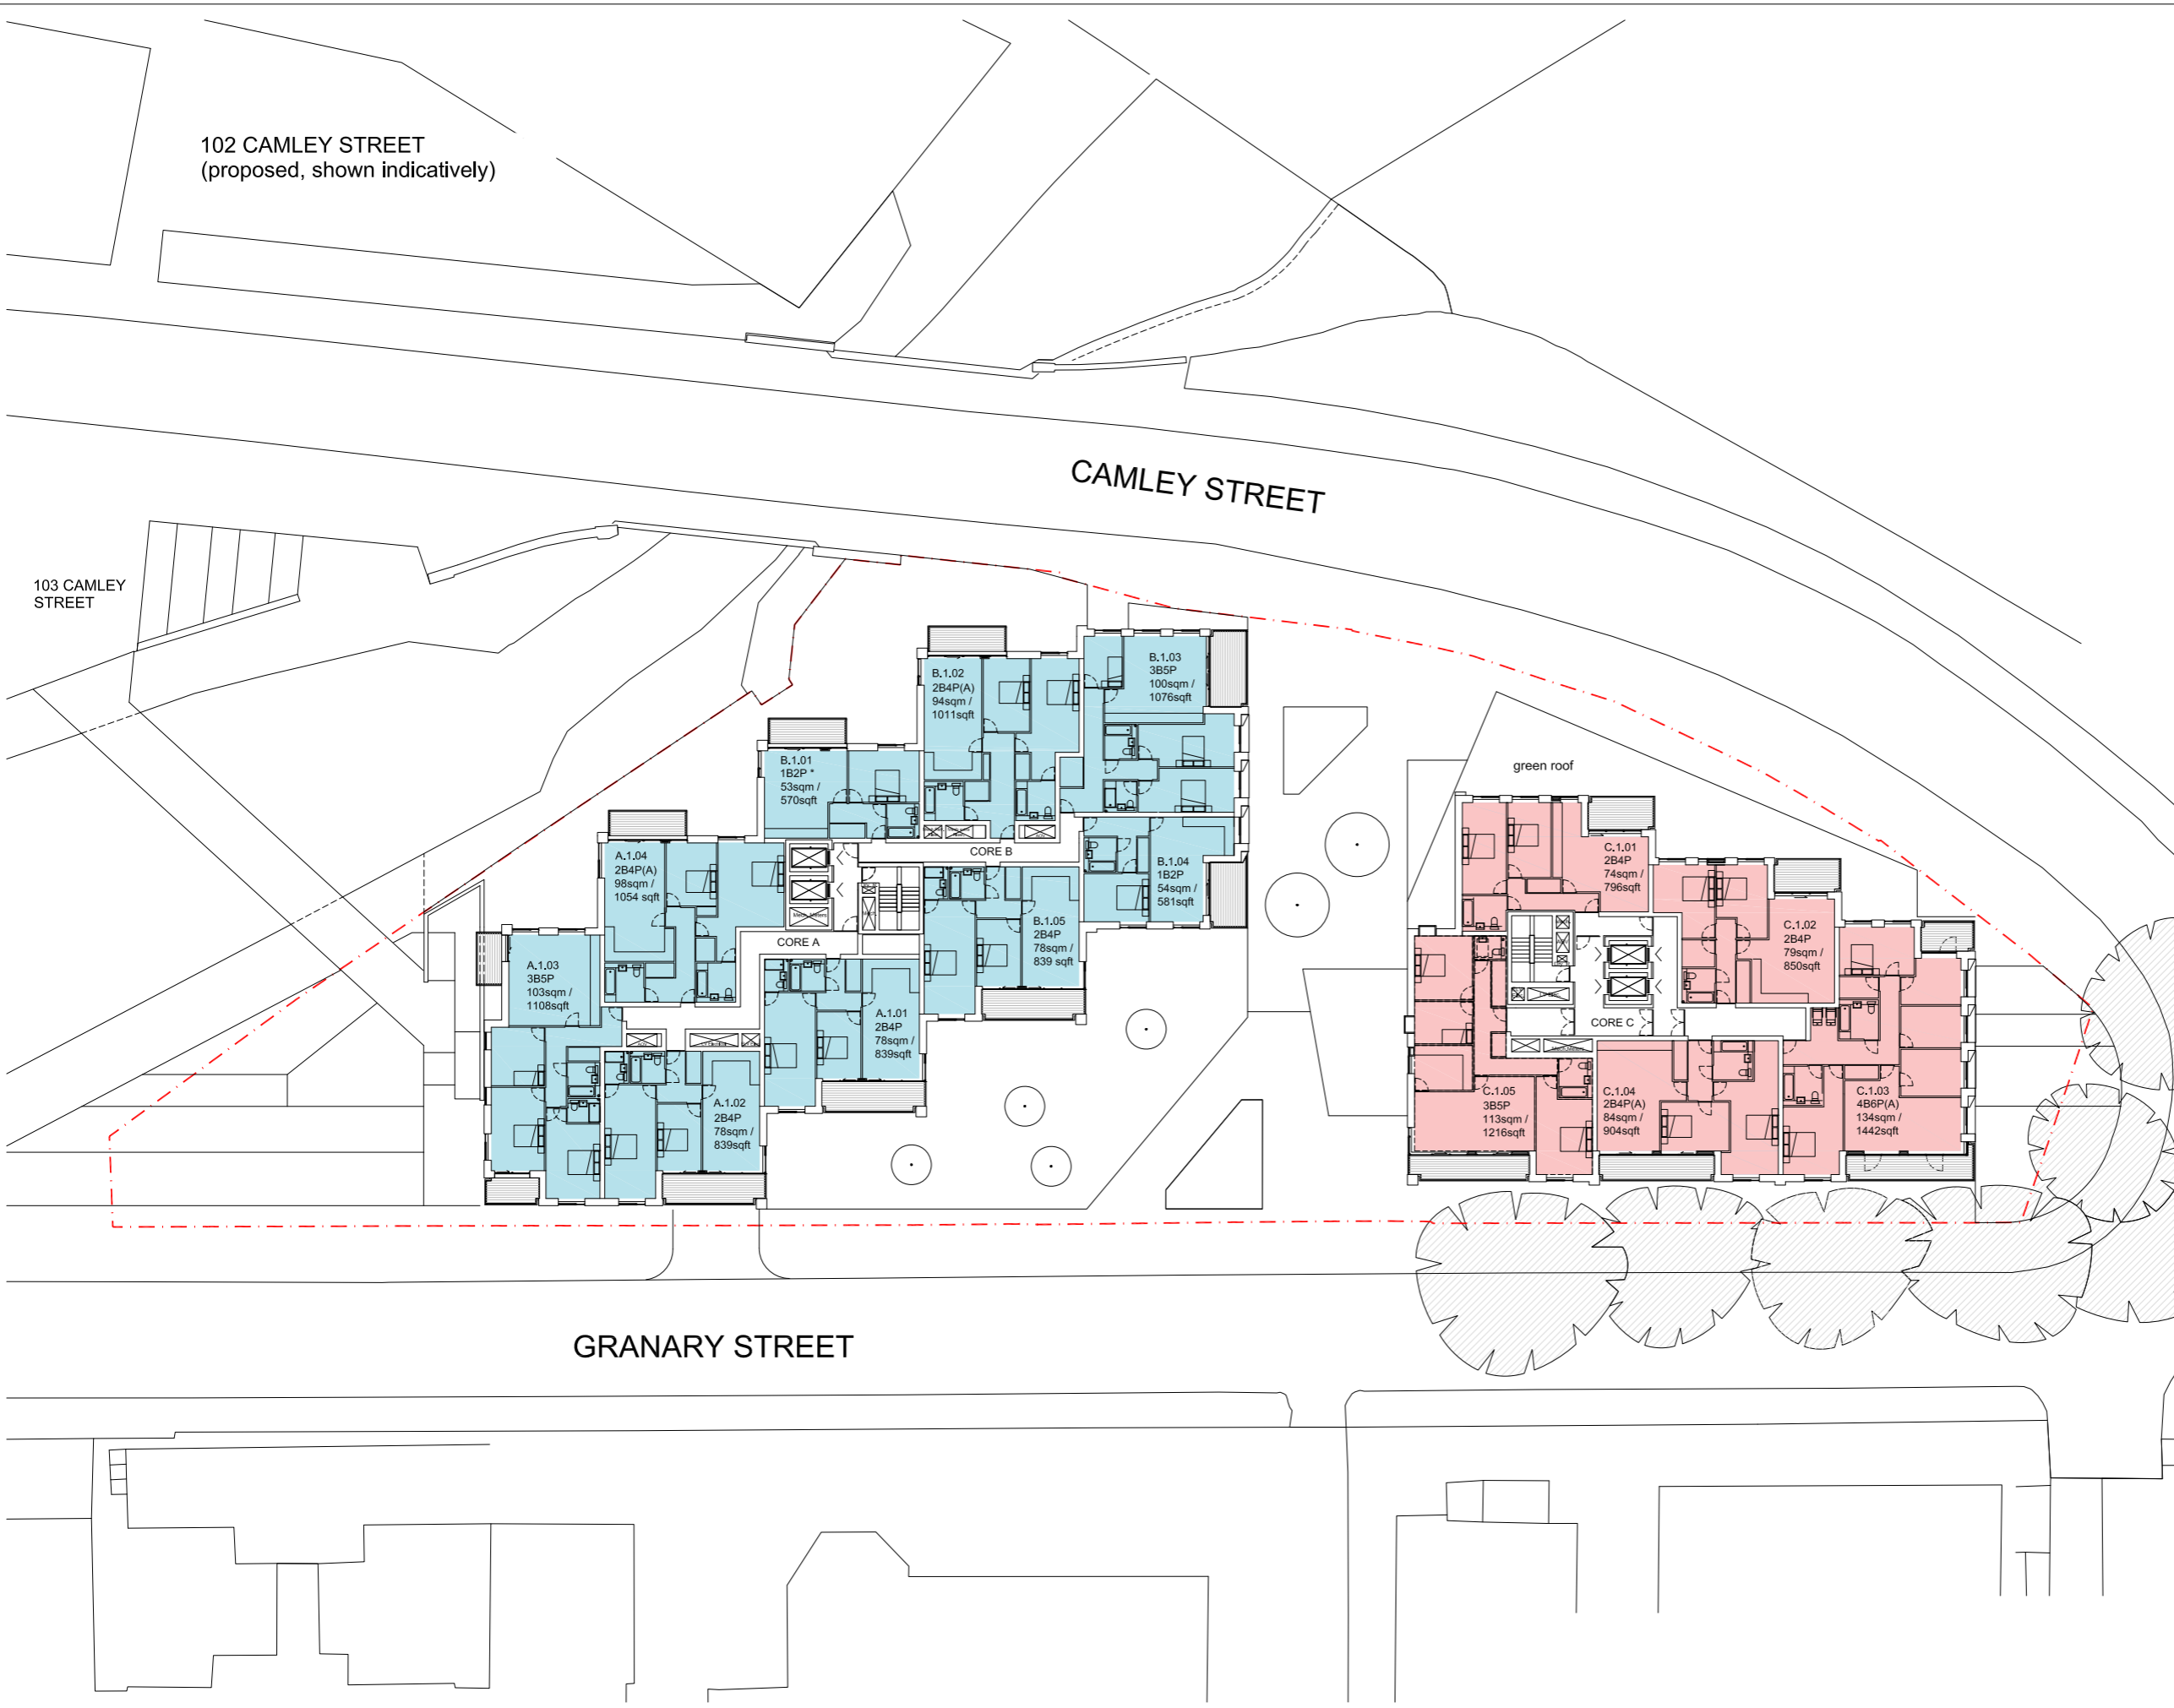 102 CAMLEY STREET
(proposed, shown indicatively)
CAMLEY STREET
103 CAMLEY
STREET
B.1.03
3B5P
100sqm /
1076sqft
B.1.02
2B4P(A)
94sqm /
1011sqft
B.1.01
1B2P *
53sqm /
570sqft
green roof
CORE B
B.1.04
1B2P
54sqm /
581sqft
A.1.04
2B4P(A)
98sqm /
1054 sqft
C.1.01
2B4P
74sqm /
796sqft
B.1.05
2B4P
78sqm /
839 sqft
C.1.02
2B4P
79sqm /
850sqft
CORE A
A.1.03
3B5P
103sqm /
1108sqft
A.1.01
2B4P
78sqm /
839sqft
CORE C
A.1.02
2B4P
78sqm /
839sqft
C.1.05
3B5P
113sqm /
1216sqft
C.1.04
2B4P(A)
84sqm /
904sqft
C.1.03
4B6P(A)
134sqm /
1442sqft
GRANARY STREET